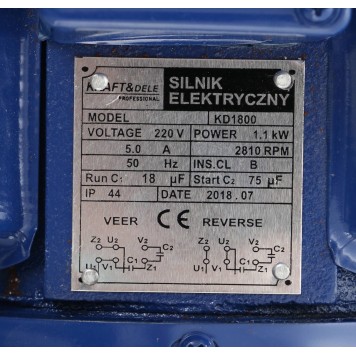 KRAFT&DELE
PROFESSIONAL
SILNIK
ELEKTRYCZNY
MODEL KD1800
VOLTAGE 220 V POWER 1.1 kW
5.0 A 2810 RPM
50 Hz INS.CL B
Run C₁ 18 μF Start C₂ 75 μF
IP 44 DATE 2018.07
VEER CE REVERSE
Z₂ U₂ V₂ C₂ Z₂ U₂ V₂ C₂
U₁ V₁ C₁ Z₁ U₁ V₁ C₁ Z₁